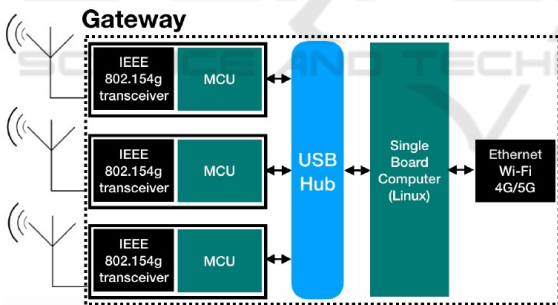 Gateway
IEEE
802.154g
transceiver
MCU
IEEE
802.154g
transceiver
MCU
IEEE
802.154g
transceiver
MCU
USB
Hub
Single
Board
Computer
(Linux)
Ethernet
Wi-Fi
4G/5G